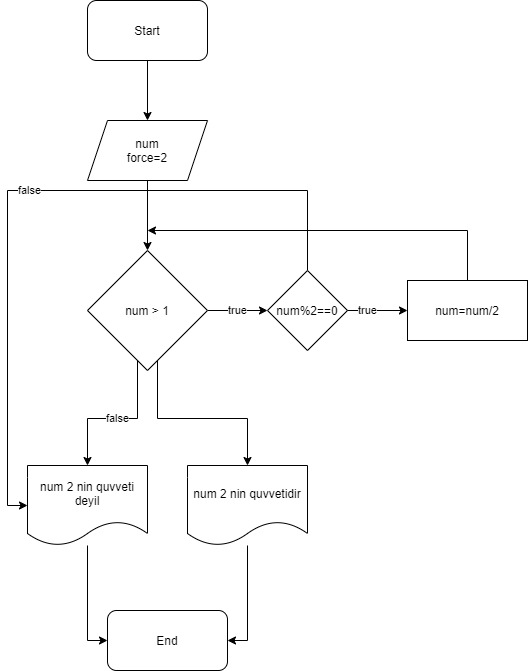 Start
num
force=2
false
num > 1
true
num%2==0
true
num=num/2
false
num 2 nin quvveti
deyil
num 2 nin quvvetidir
End